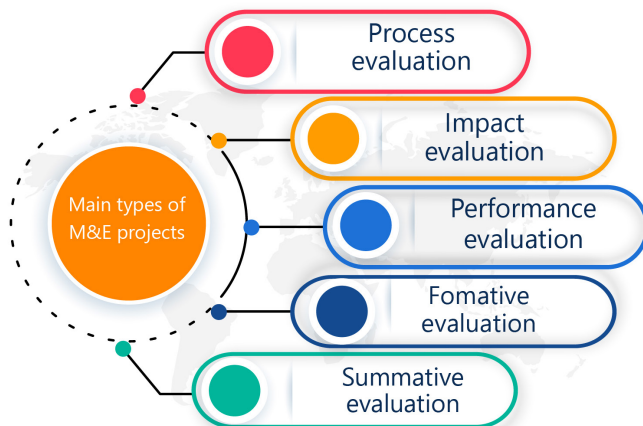 Process
evaluation
Impact
evaluation
Main types of
M&E projects
Performance
evaluation
Fomative
evaluation
Summative
evaluation